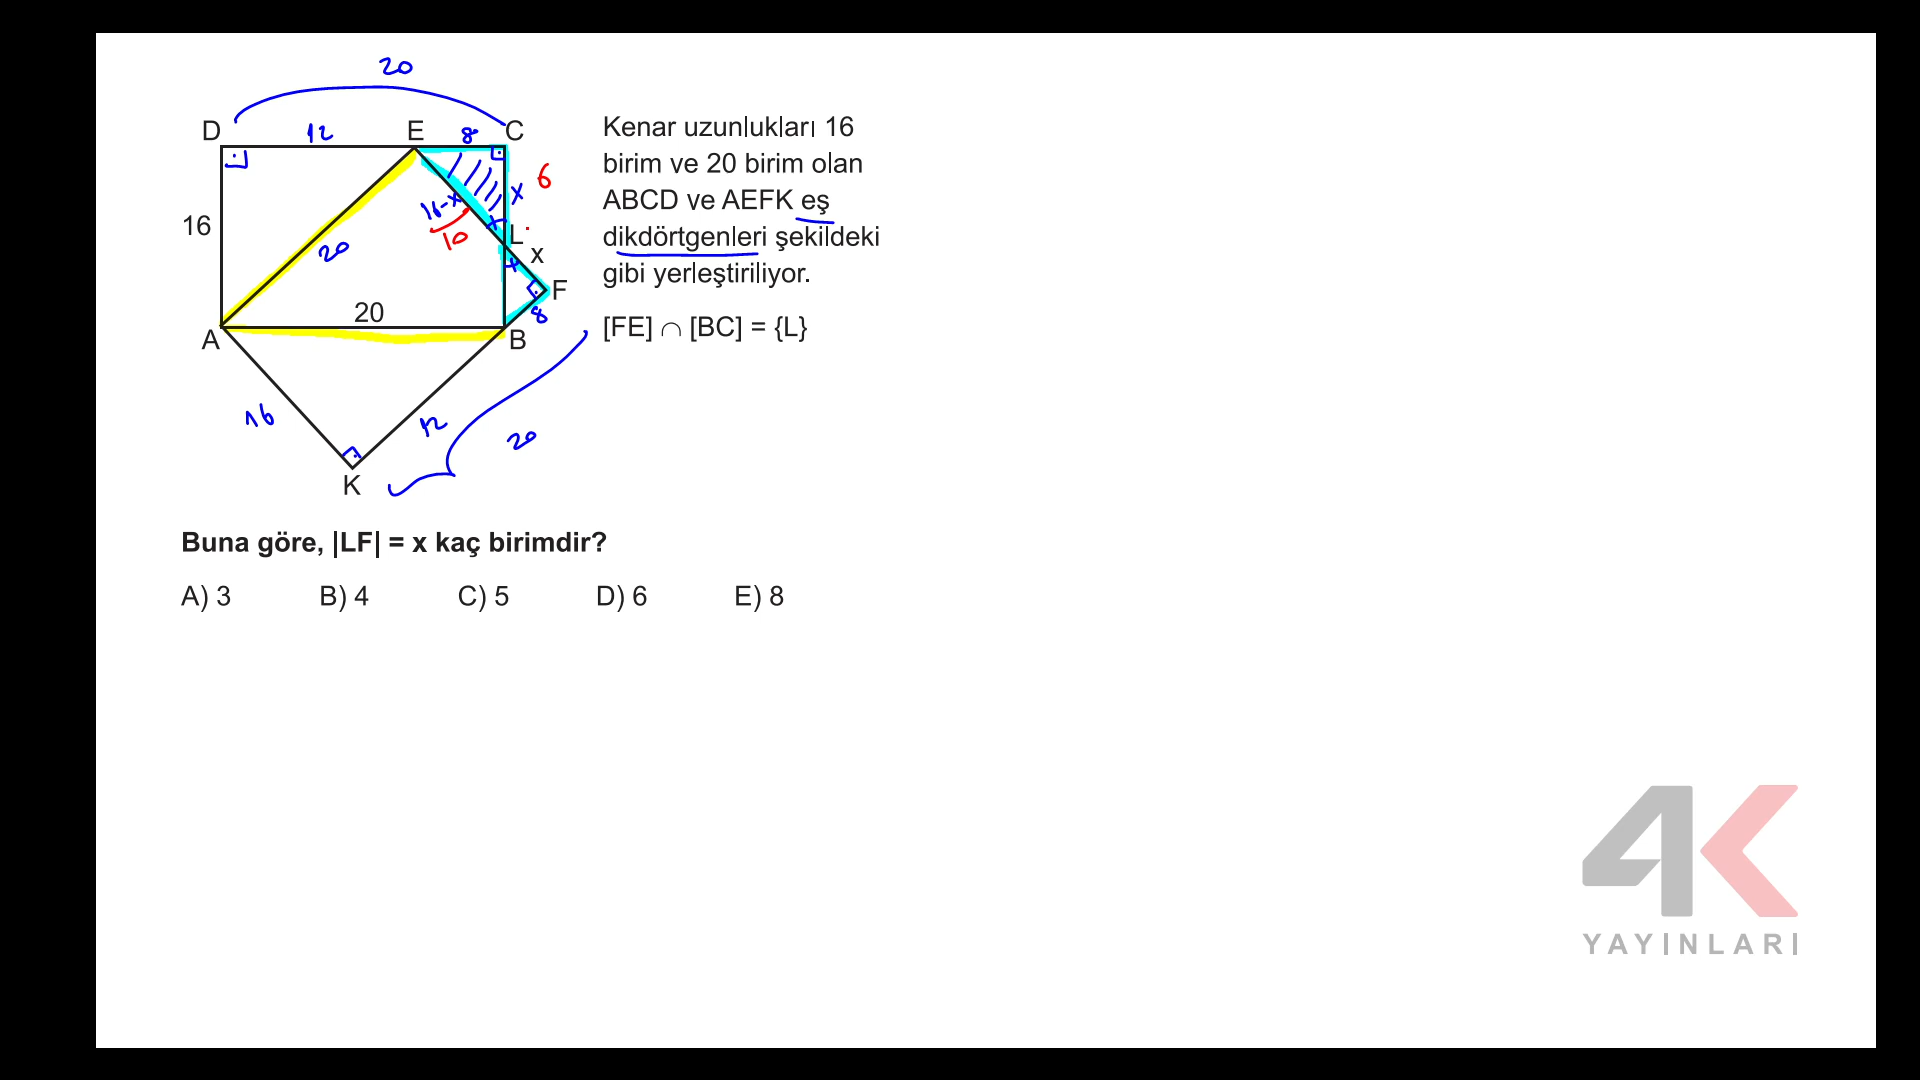 20
D 12 E 8 C
Kenar uzunlukları 16
birim ve 20 birim olan
ABCD ve AEFK eş
dikdörtgenleri şekildeki
gibi yerleştiriliyor.
[FE] ∩ [BC] = {L}
6
x
16-x
10
16
20
L
x
x
x
F
8
20
A B
16
12
20
K
Buna göre, |LF| = x kaç birimdir?
A) 3 B) 4 C) 5 D) 6 E) 8
4K
YAYINLARI